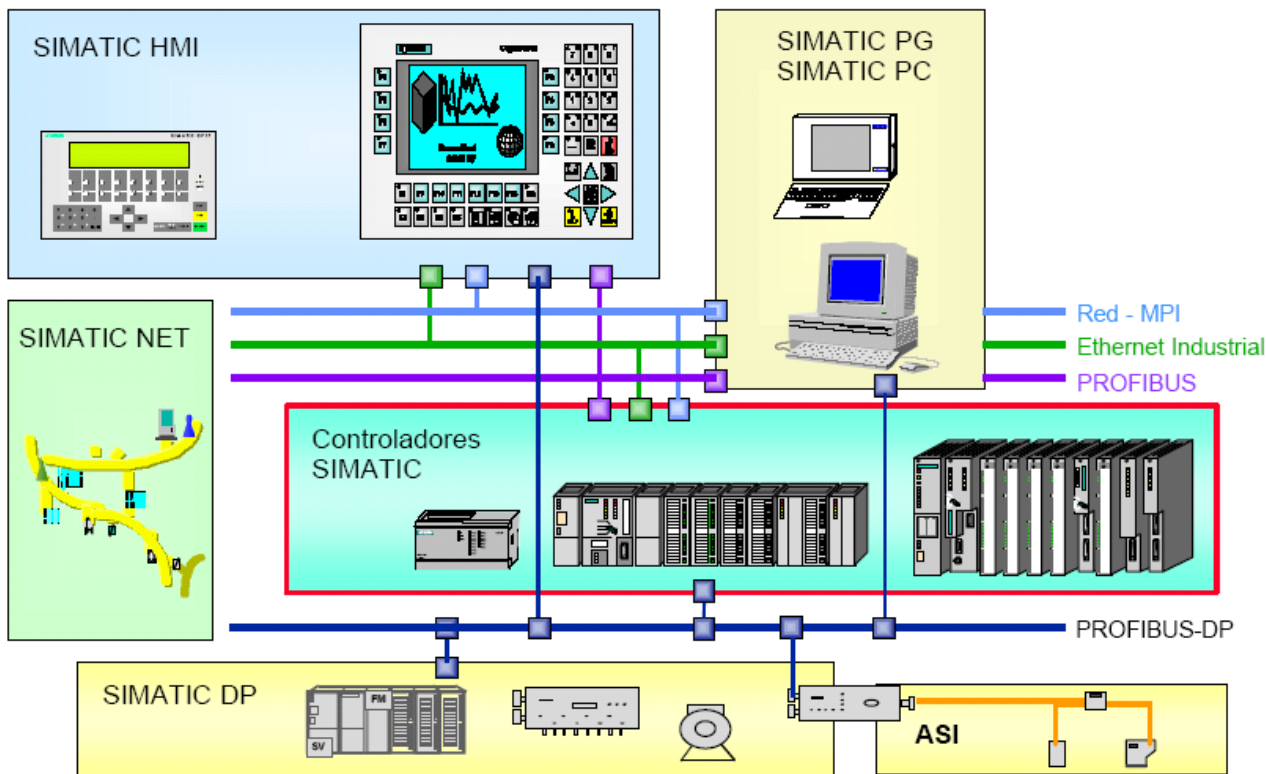 SIMATIC HMI
SIMATIC PG
SIMATIC PC
SIMATIC NET
Red - MPI
Ethernet Industrial
PROFIBUS
Controladores
SIMATIC
PROFIBUS-DP
SIMATIC DP
FM
SV
ASI